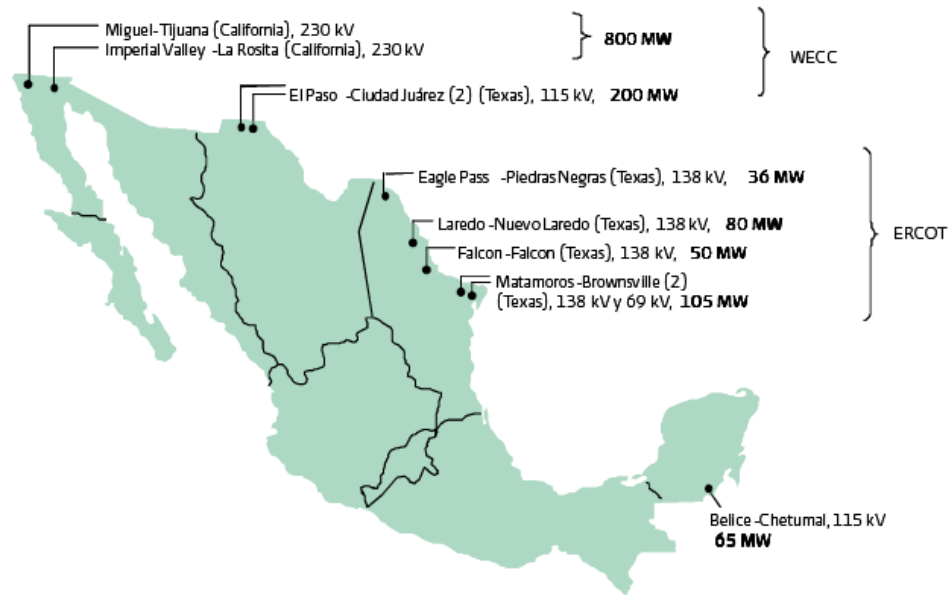 Miguel-Tijuana (California), 230 kV
Imperial Valley -La Rosita (California), 230 kV
800 MW
WECC
El Paso -Ciudad Juárez (2) (Texas), 115 kV, 200 MW
Eagle Pass -Piedras Negras (Texas), 138 kV, 36 MW
Laredo -Nuevo Laredo (Texas), 138 kV, 80 MW
ERCOT
Falcon -Falcon (Texas), 138 kV, 50 MW
Matamoros -Brownsville (2)
(Texas), 138 kV y 69 kV, 105 MW
Belice -Chetumal, 115 kV
65 MW